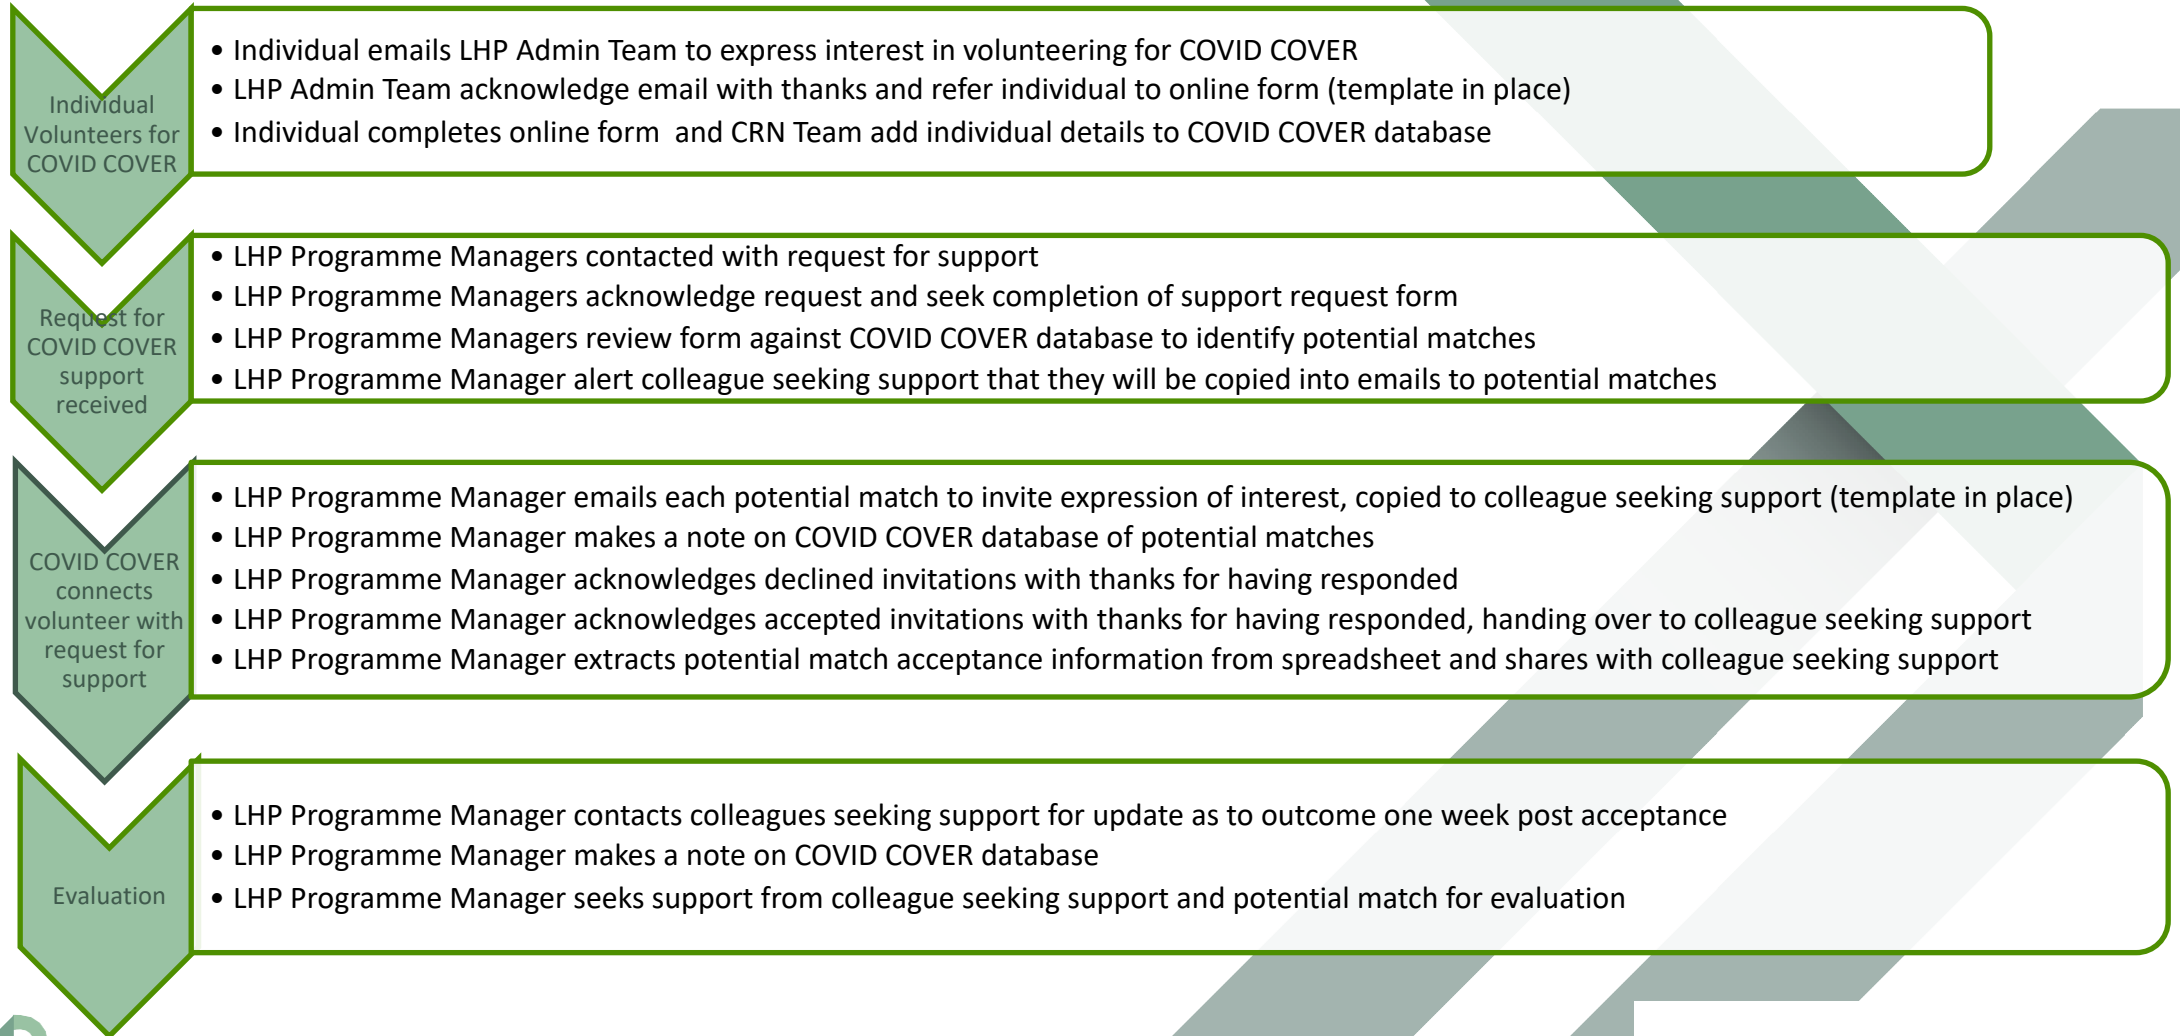 Individual
Volunteers for
COVID COVER
• Individual emails LHP Admin Team to express interest in volunteering for COVID COVER
• LHP Admin Team acknowledge email with thanks and refer individual to online form (template in place)
• Individual completes online form  and CRN Team add individual details to COVID COVER database
Request for
COVID COVER
support
received
• LHP Programme Managers contacted with request for support
• LHP Programme Managers acknowledge request and seek completion of support request form
• LHP Programme Managers review form against COVID COVER database to identify potential matches
• LHP Programme Manager alert colleague seeking support that they will be copied into emails to potential matches
COVID COVER
connects
volunteer with
request for
support
• LHP Programme Manager emails each potential match to invite expression of interest, copied to colleague seeking support (template in place)
• LHP Programme Manager makes a note on COVID COVER database of potential matches
• LHP Programme Manager acknowledges declined invitations with thanks for having responded
• LHP Programme Manager acknowledges accepted invitations with thanks for having responded, handing over to colleague seeking support
• LHP Programme Manager extracts potential match acceptance information from spreadsheet and shares with colleague seeking support
Evaluation
• LHP Programme Manager contacts colleagues seeking support for update as to outcome one week post acceptance
• LHP Programme Manager makes a note on COVID COVER database
• LHP Programme Manager seeks support from colleague seeking support and potential match for evaluation